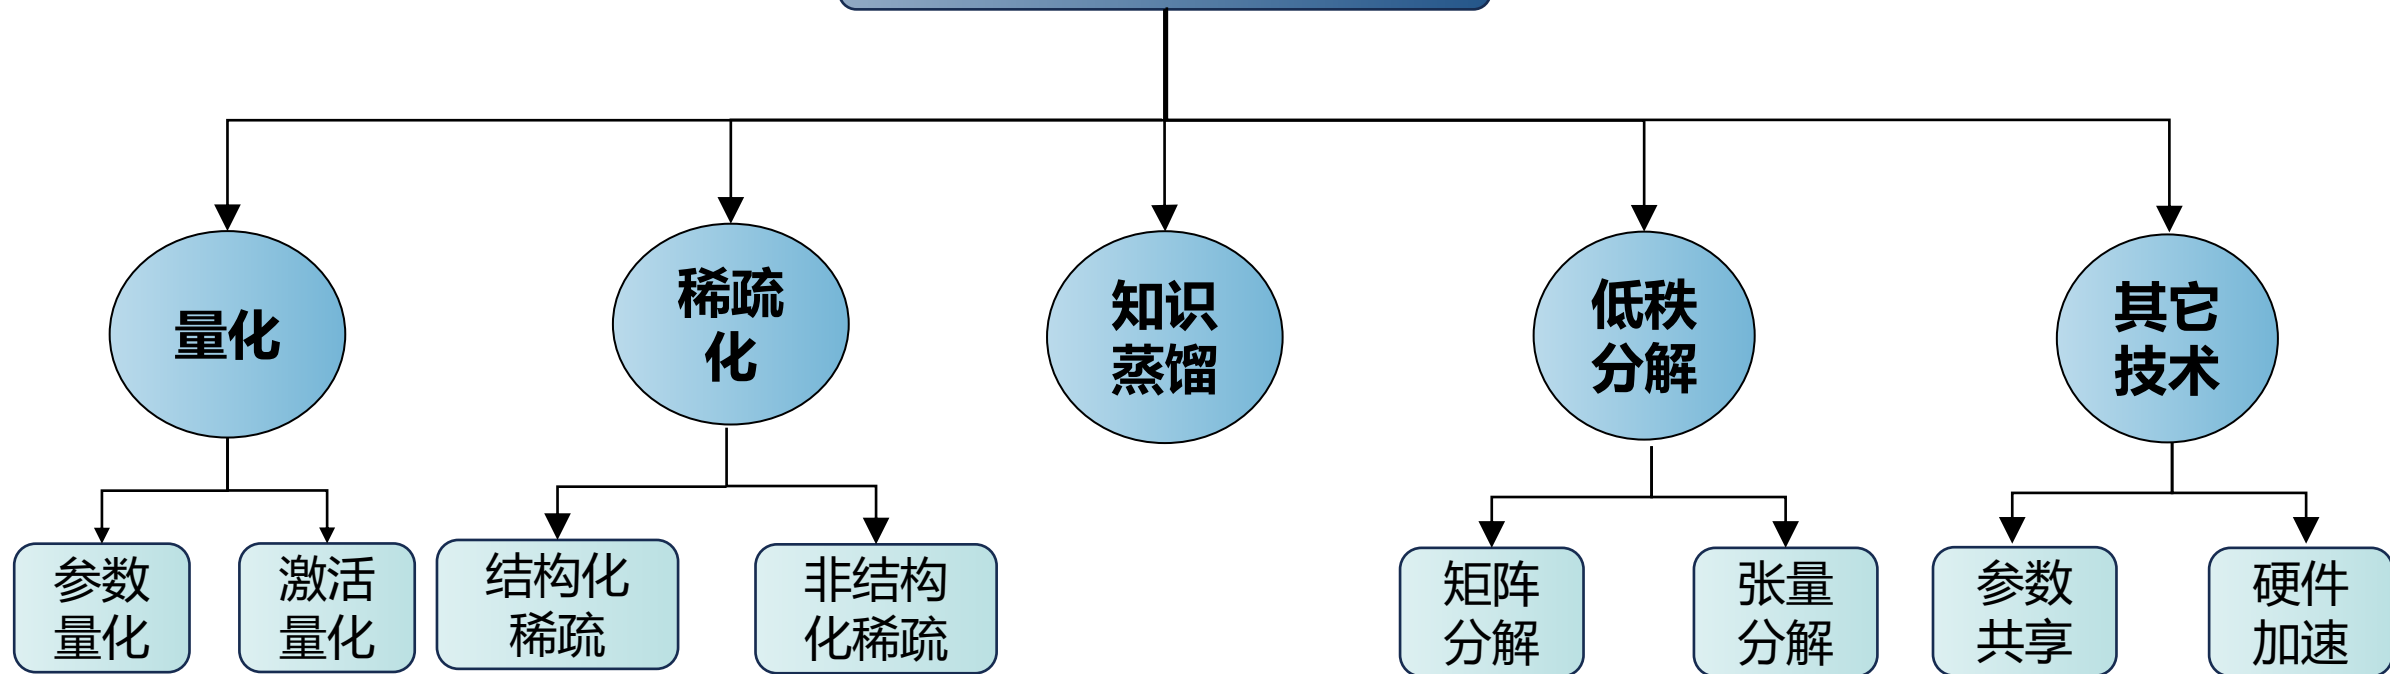 量化
稀疏
化
知识
蒸馏
低秩
分解
其它
技术
参数
量化
激活
量化
结构化
稀疏
非结构
化稀疏
矩阵
分解
张量
分解
参数
共享
硬件
加速